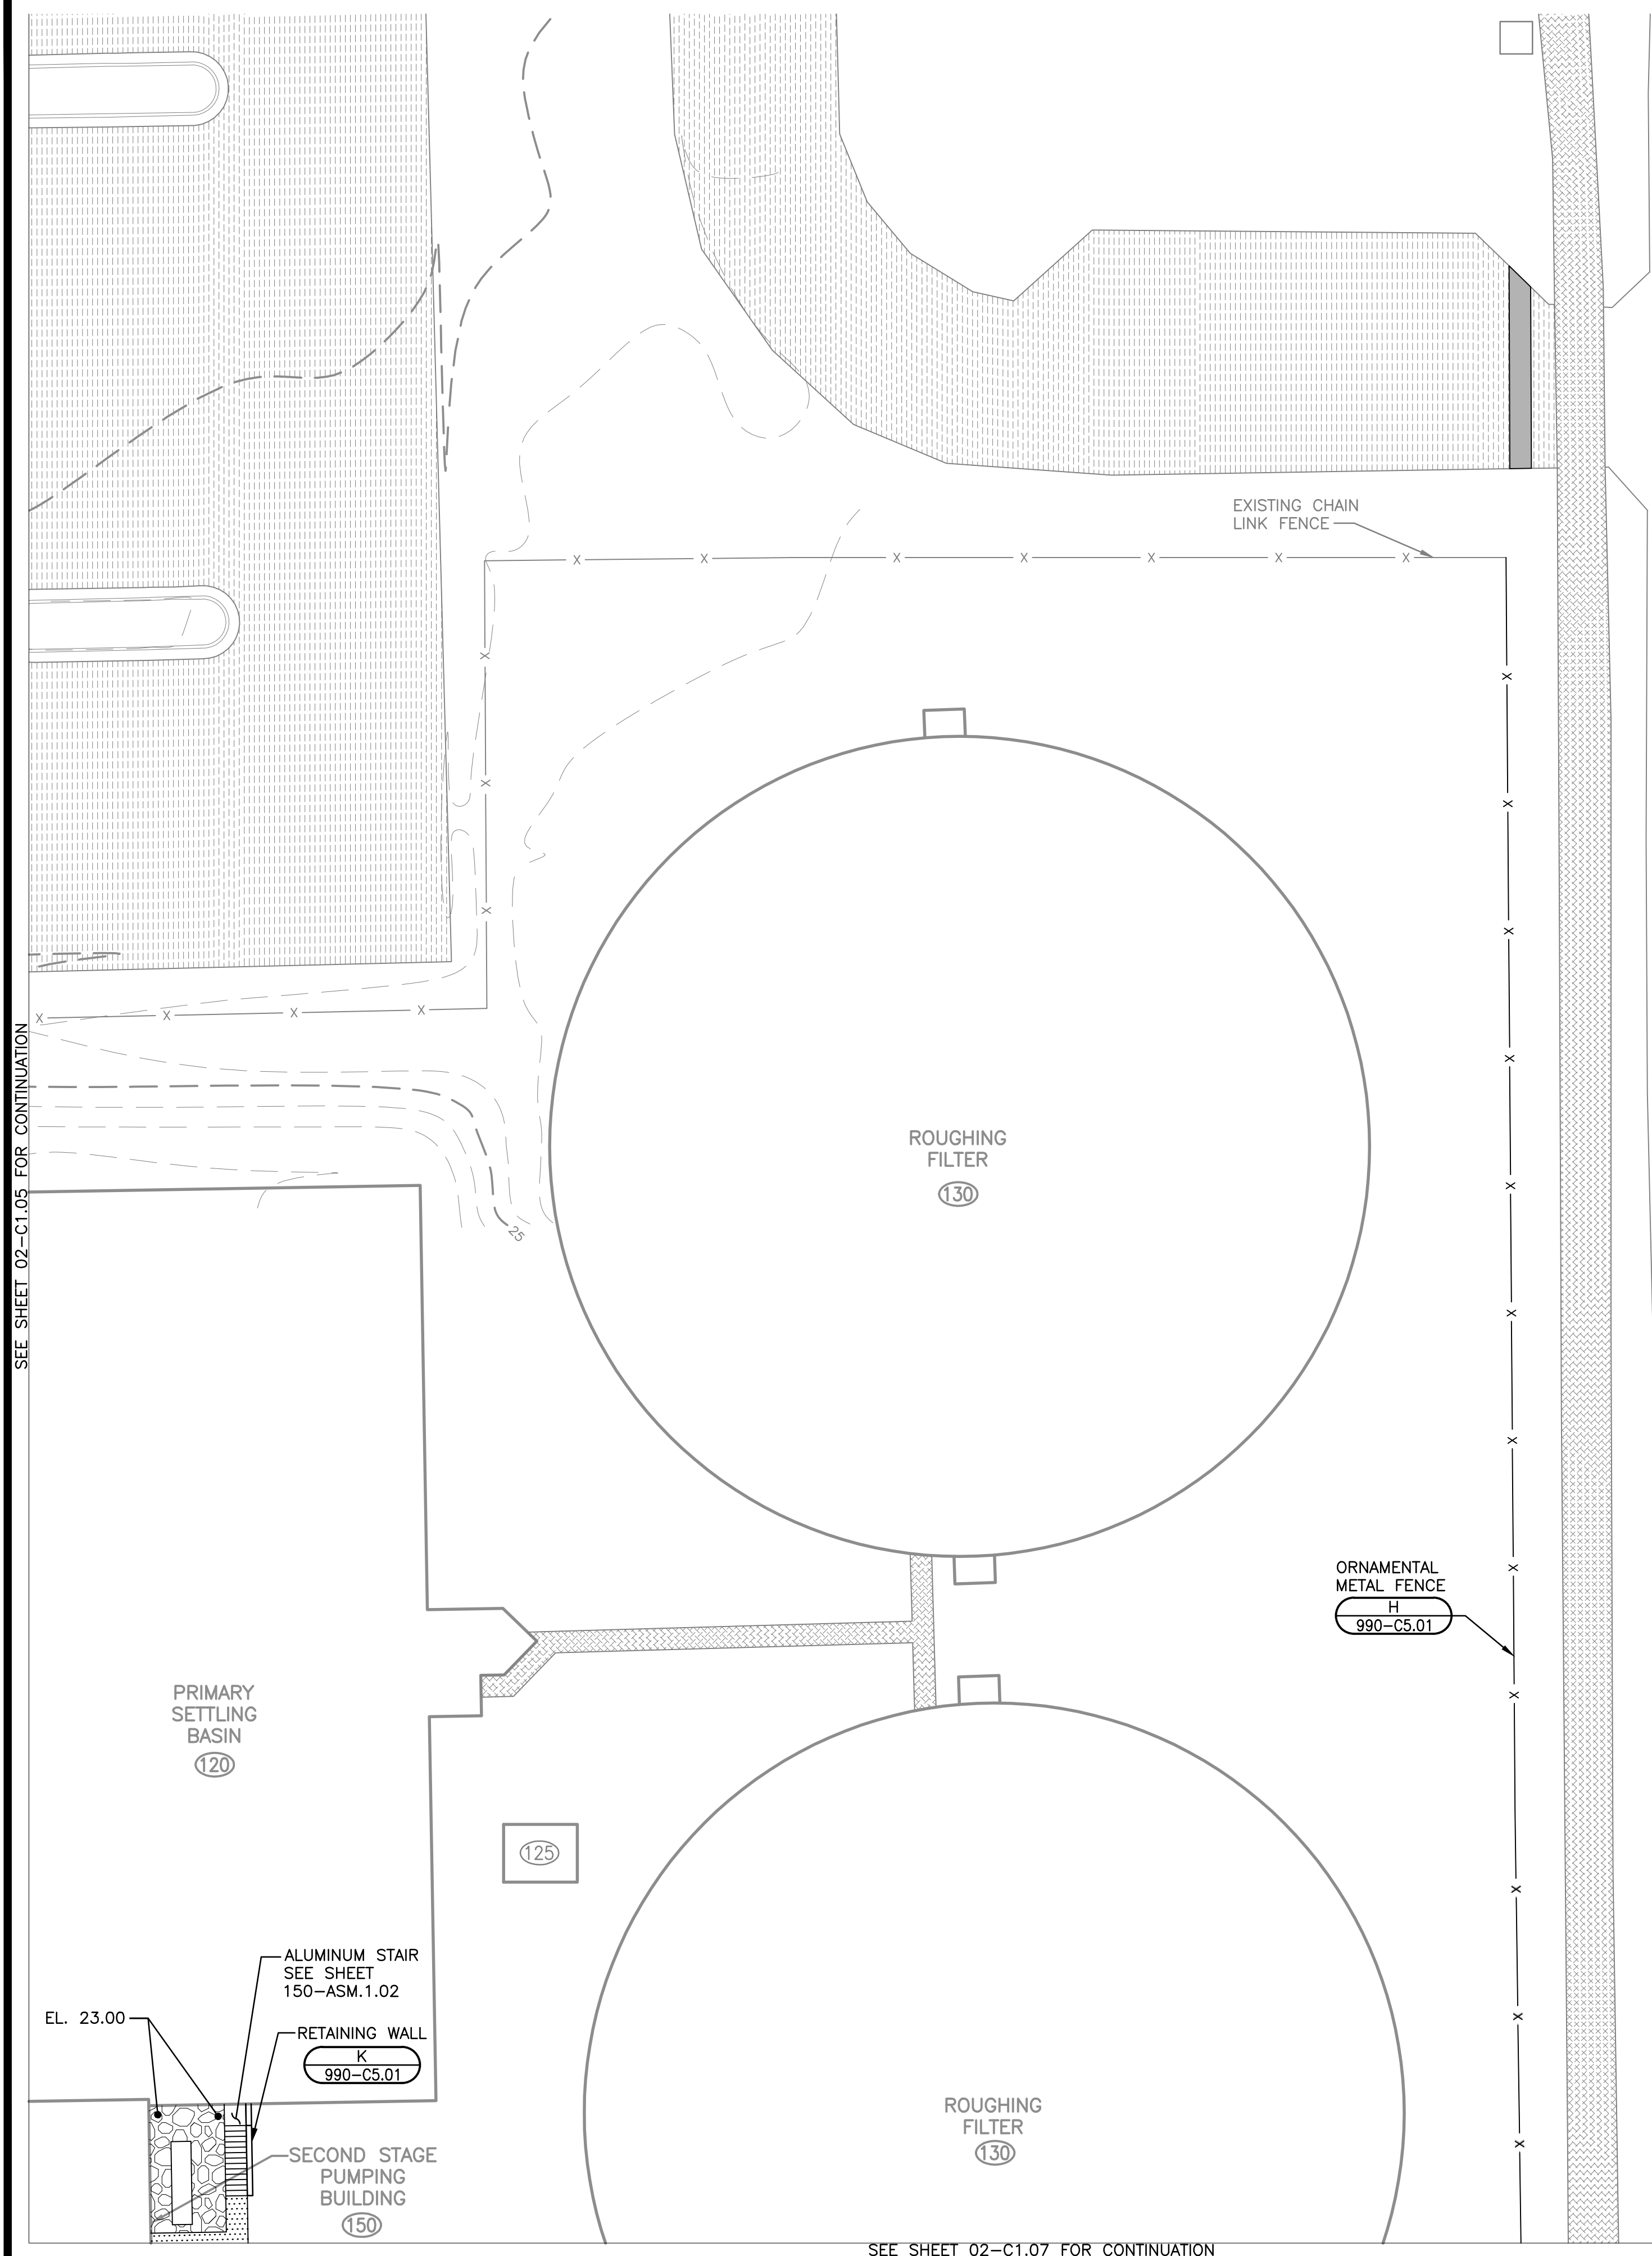 EXISTING CHAIN
LINK FENCE
SEE SHEET 02-C1.05 FOR CONTINUATION
ROUGHING
FILTER
130
25
ORNAMENTAL
METAL FENCE
H
990-C5.01
PRIMARY
SETTLING
BASIN
120
125
ALUMINUM STAIR
SEE SHEET
150-ASM.1.02
EL. 23.00
RETAINING WALL
K
990-C5.01
ROUGHING
FILTER
130
SECOND STAGE
PUMPING
BUILDING
150
SEE SHEET 02-C1.07 FOR CONTINUATION